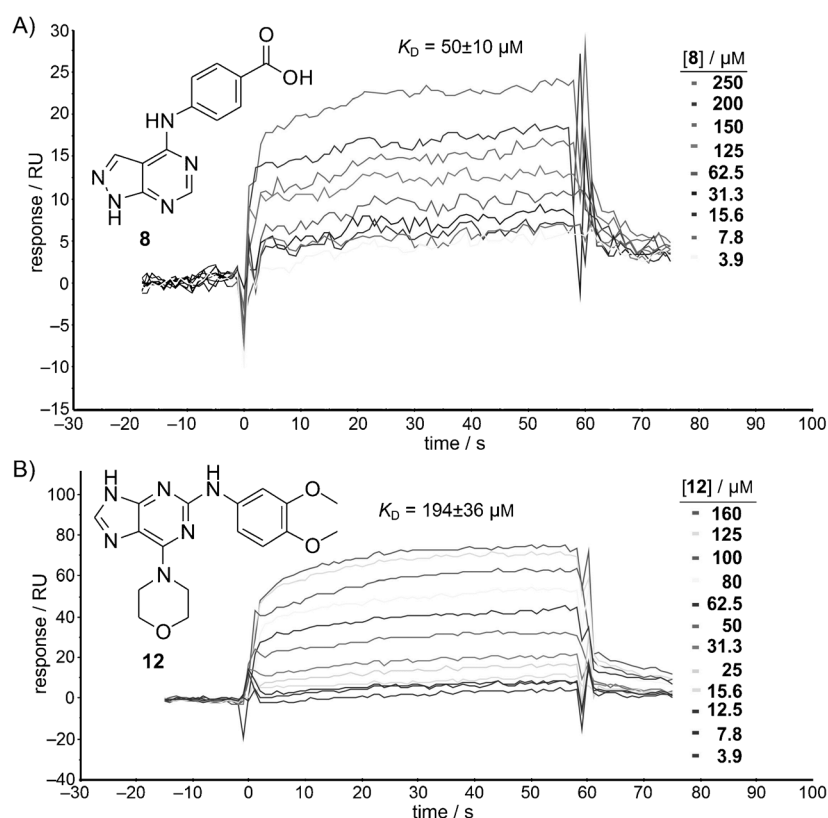 A)
30
25
20
15
10
5
0
−5
−10
−15
response / RU
−30
−20
−10
0
10
20
30
40
50
60
70
80
90
100
time / s
O
OH
HN
N
N
N
N
H
8
KD = 50±10 μM
[8] / μM
250
200
150
125
62.5
31.3
15.6
7.8
3.9
B)
100
80
60
40
20
0
−20
−40
response / RU
−30
−20
−10
0
10
20
30
40
50
60
70
80
90
100
time / s
H
N
N
H
N
O
O
N
N
N
O
12
KD = 194±36 μM
[12] / μM
160
125
100
80
62.5
50
31.3
25
15.6
12.5
7.8
3.9